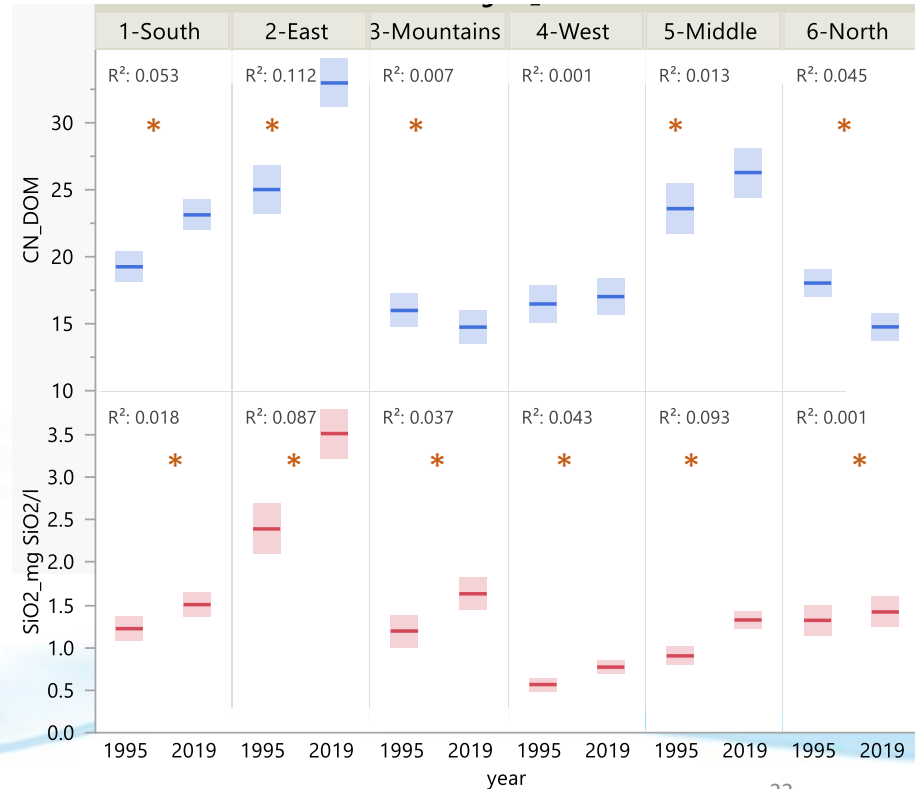 1-South 2-East 3-Mountains 4-West 5-Middle 6-North
R²: 0.053 R²: 0.112 R²: 0.007 R²: 0.001 R²: 0.013 R²: 0.045
* * * * *
30
25
20
15
10
CN_DOM
R²: 0.018 R²: 0.087 R²: 0.037 R²: 0.043 R²: 0.093 R²: 0.001
* * * * * *
3.5
3.0
2.5
2.0
1.5
1.0
0.5
0.0
SiO2_mg SiO2/l
1995 2019 1995 2019 1995 2019 1995 2019 1995 2019 1995 2019
year